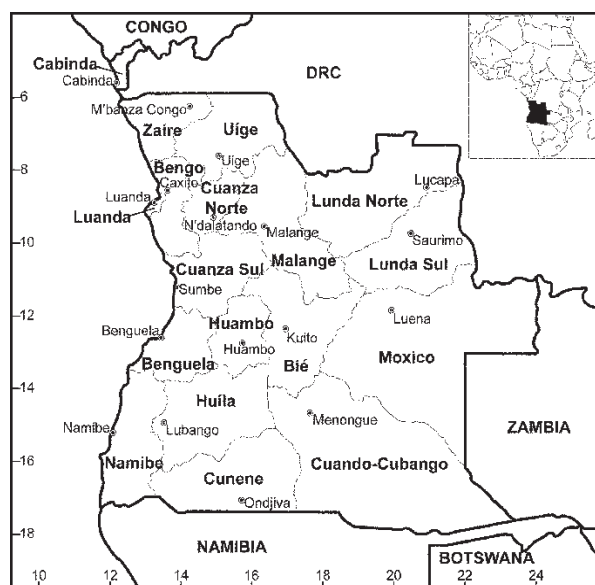 CONGO
Cabinda
Cabinda
DRC
6
M'banza Congo
Zaire
Uíge
Uíge
8
Bengo
Caxito
Cuanza
Norte
Lunda Norte
Lucapa
Luanda
Luanda
N'dalatando
Malange
Saurimo
10
Malange
Lunda Sul
Cuanza Sul
Sumbe
12
Huambo
Luena
Benguela
Kuito
Huambo
Moxico
Benguela
Bié
14
Huíla
Menongue
Namibe
Lubango
ZAMBIA
16
Namibe
Cuando-Cubango
Cunene
Ondjiva
18
NAMIBIA
BOTSWANA
10 12 14 16 18 20 22 24